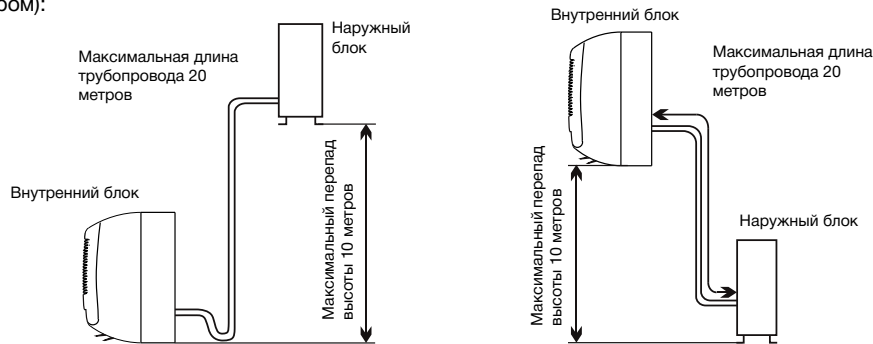 ром):
Наружный
блок
Максимальная длина
трубопровода 20
метров
Максимальный перепад
высоты 10 метров
Внутренний блок
Внутренний блок
Максимальная длина
трубопровода 20
метров
Максимальный перепад
высоты 10 метров
Наружный блок